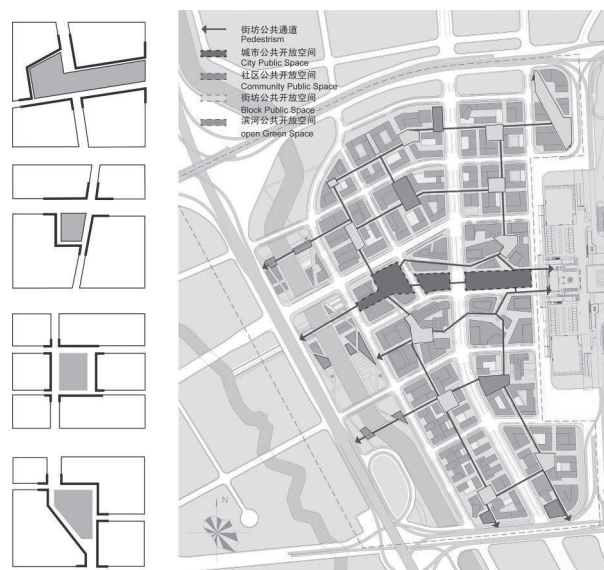 街坊公共通道
Pedestrism
城市公共开放空间
City Public Space
社区公共开放空间
Community Public Space
街坊公共开放空间
Block Public Space
滨河公共开放空间
open Green Space
N